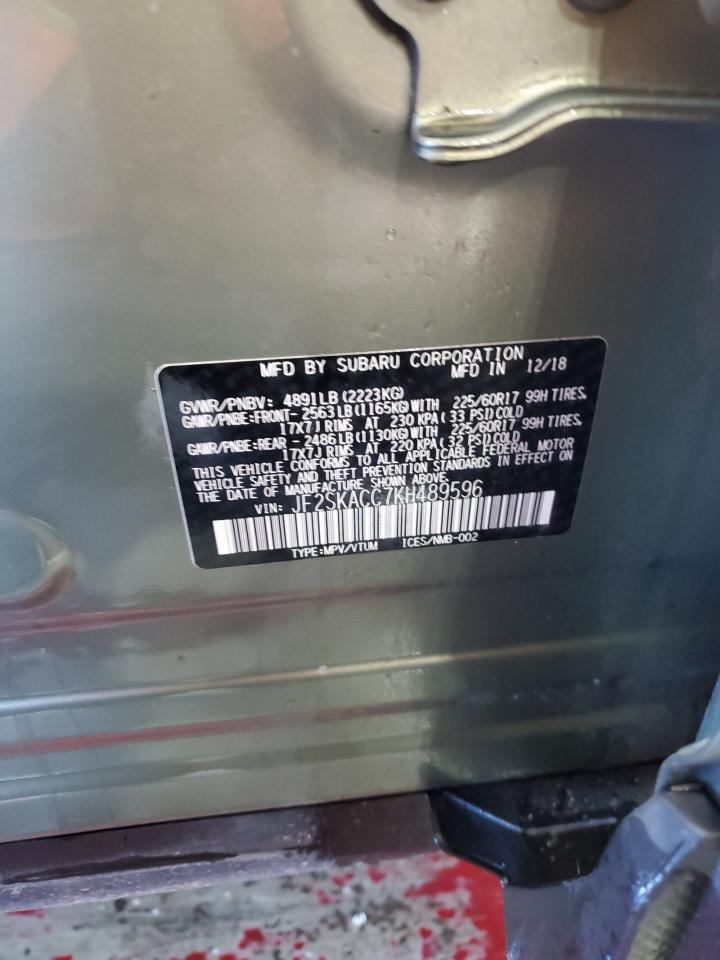 MFD BY SUBARU CORPORATION
MFD IN 12/18
GVWR/PNBV: 4891LB(2223KG)
GAWR/PNBE:FRONT- 2563LB(1165KG)WITH 225/60R17 99H TIRES,
17X7J RIMS AT 230 KPA(33 PSI)COLD
GAWR/PNBE:REAR - 2486LB(1130KG)WITH 225/60R17 99H TIRES,
17X7J RIMS AT 220 KPA(32 PSI)COLD
THIS VEHICLE CONFORMS TO ALL APPLICABLE FEDERAL MOTOR
VEHICLE SAFETY AND THEFT PREVENTION STANDARDS IN EFFECT ON
THE DATE OF MANUFACTURE SHOWN ABOVE.
VIN: JF2SKACC7KH489596
TYPE:MPV/VTUM ICES/NMB-002